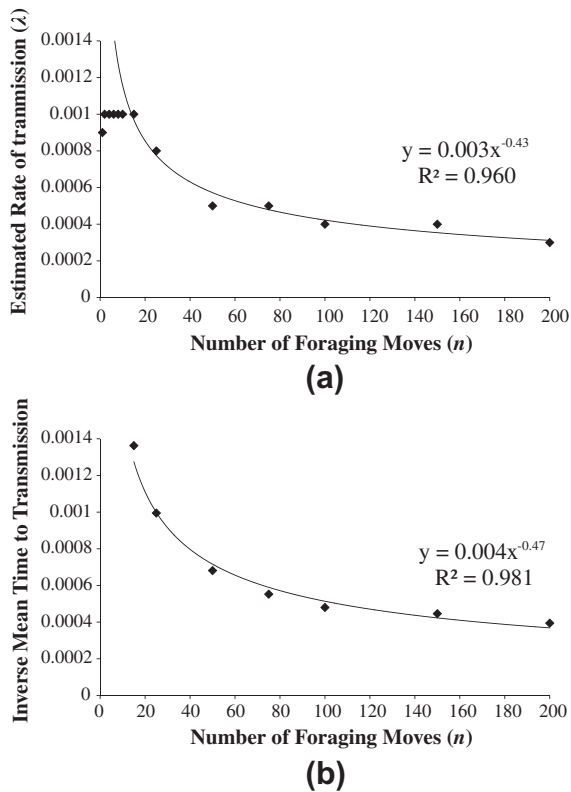 0.0014
0.0012
0.001
0.0008
0.0006
0.0004
0.0002
0
Estimated Rate of tranmission (λ)
y = 0.003x^-0.43
R² = 0.960
0 20 40 60 80 100 120 140 160 180 200
Number of Foraging Moves (n)
(a)
0.0014
0.0012
0.001
0.0008
0.0006
0.0004
0.0002
0
Inverse Mean Time to Transmission
y = 0.004x^-0.47
R² = 0.981
0 20 40 60 80 100 120 140 160 180 200
Number of Foraging Moves (n)
(b)